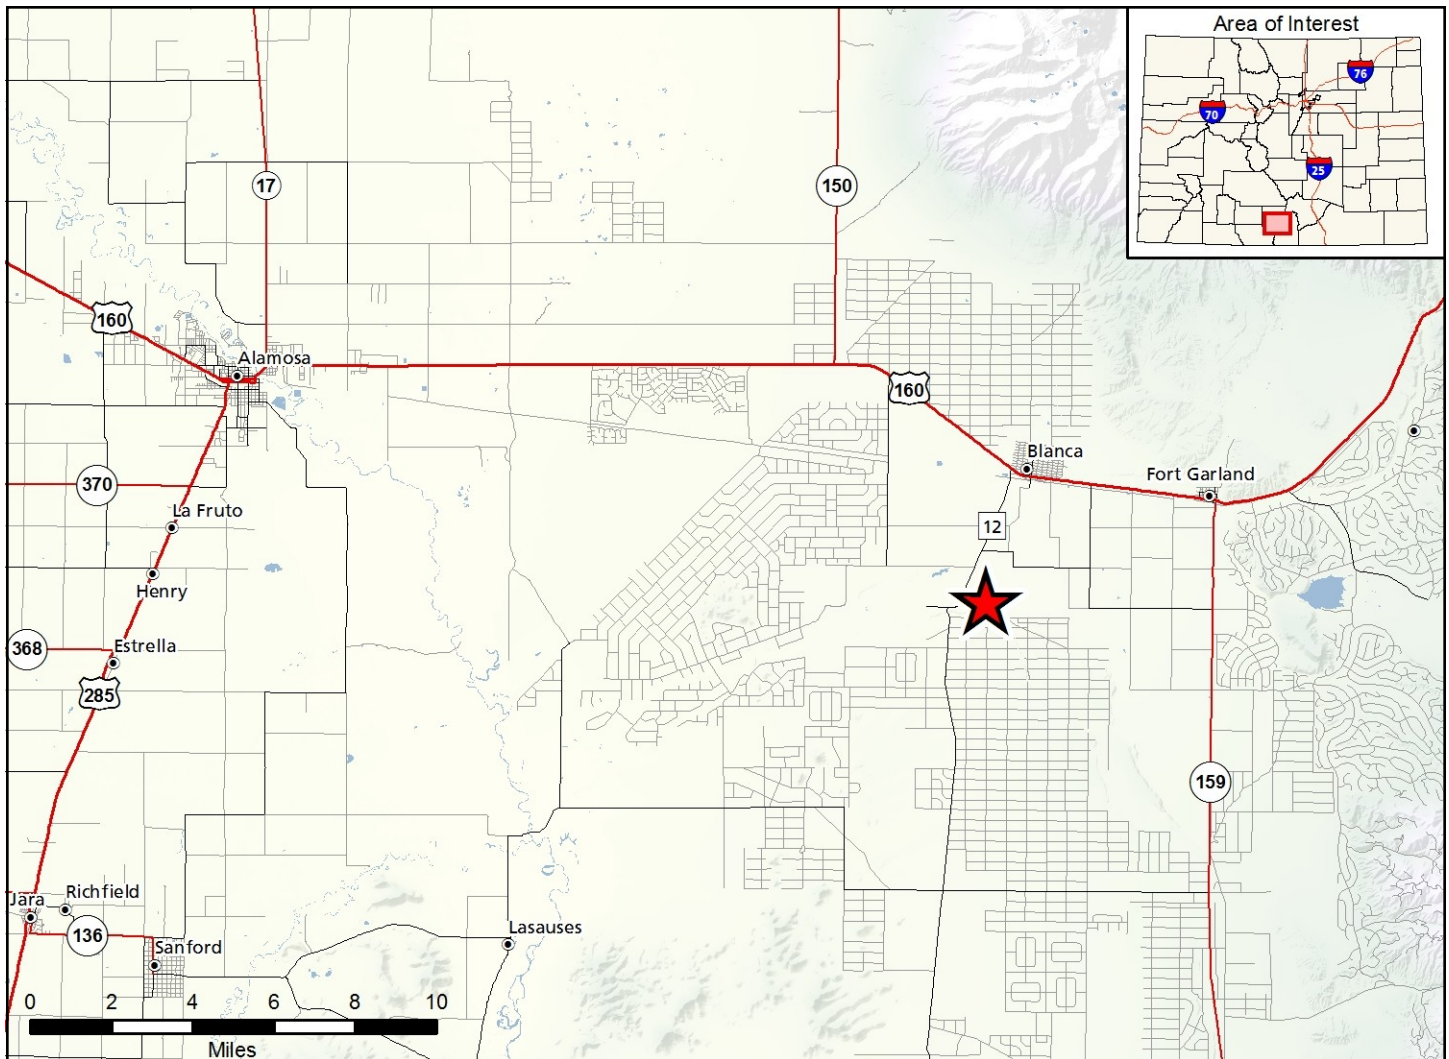 Area of Interest
76
70
25
17
150
160
Alamosa
160
Blanca
Fort Garland
370
La Fruto
12
Henry
368
Estrella
285
159
Jara
Richfield
136
Sanford
Lasauses
0 2 4 6 8 10
Miles